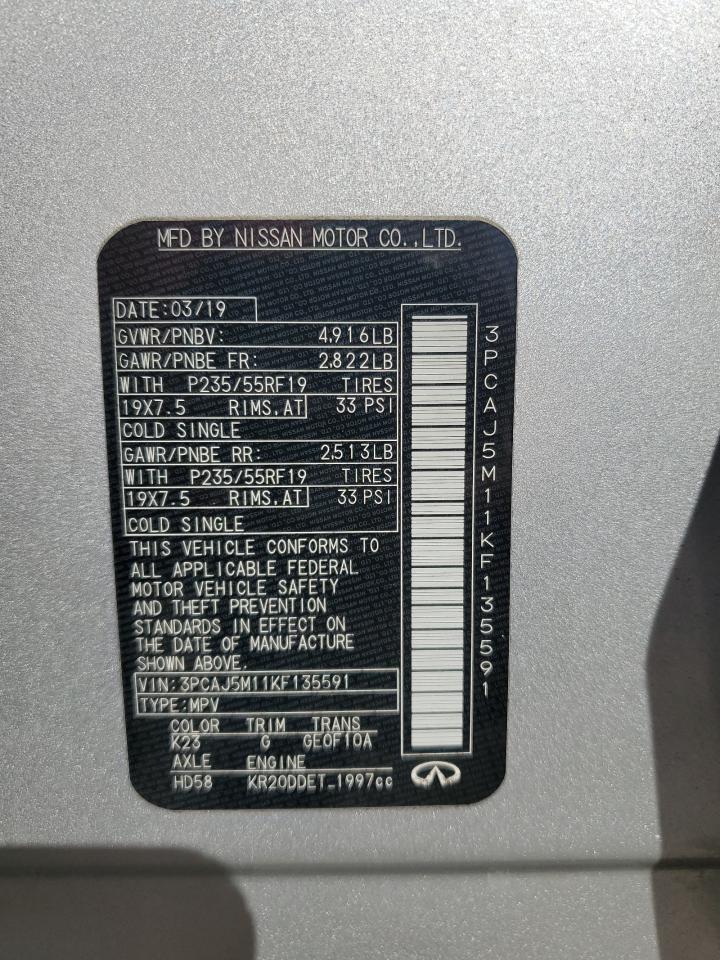 MFD BY NISSAN MOTOR CO.,LTD.
DATE:03/19
GVWR/PNBV: 4,916LB
GAWR/PNBE FR: 2,822LB
WITH P235/55RF19 TIRES
19X7.5 RIMS,AT 33 PSI
COLD SINGLE
GAWR/PNBE RR: 2,513LB
WITH P235/55RF19 TIRES
19X7.5 RIMS,AT 33 PSI
COLD SINGLE
THIS VEHICLE CONFORMS TO
ALL APPLICABLE FEDERAL
MOTOR VEHICLE SAFETY
AND THEFT PREVENTION
STANDARDS IN EFFECT ON
THE DATE OF MANUFACTURE
SHOWN ABOVE.
VIN:3PCAJ5M11KF135591
TYPE:MPV
COLOR TRIM TRANS
K23 G GE0F10A
AXLE ENGINE
HD58 KR20DDET-1997cc
3PCAJ5M11KF135591